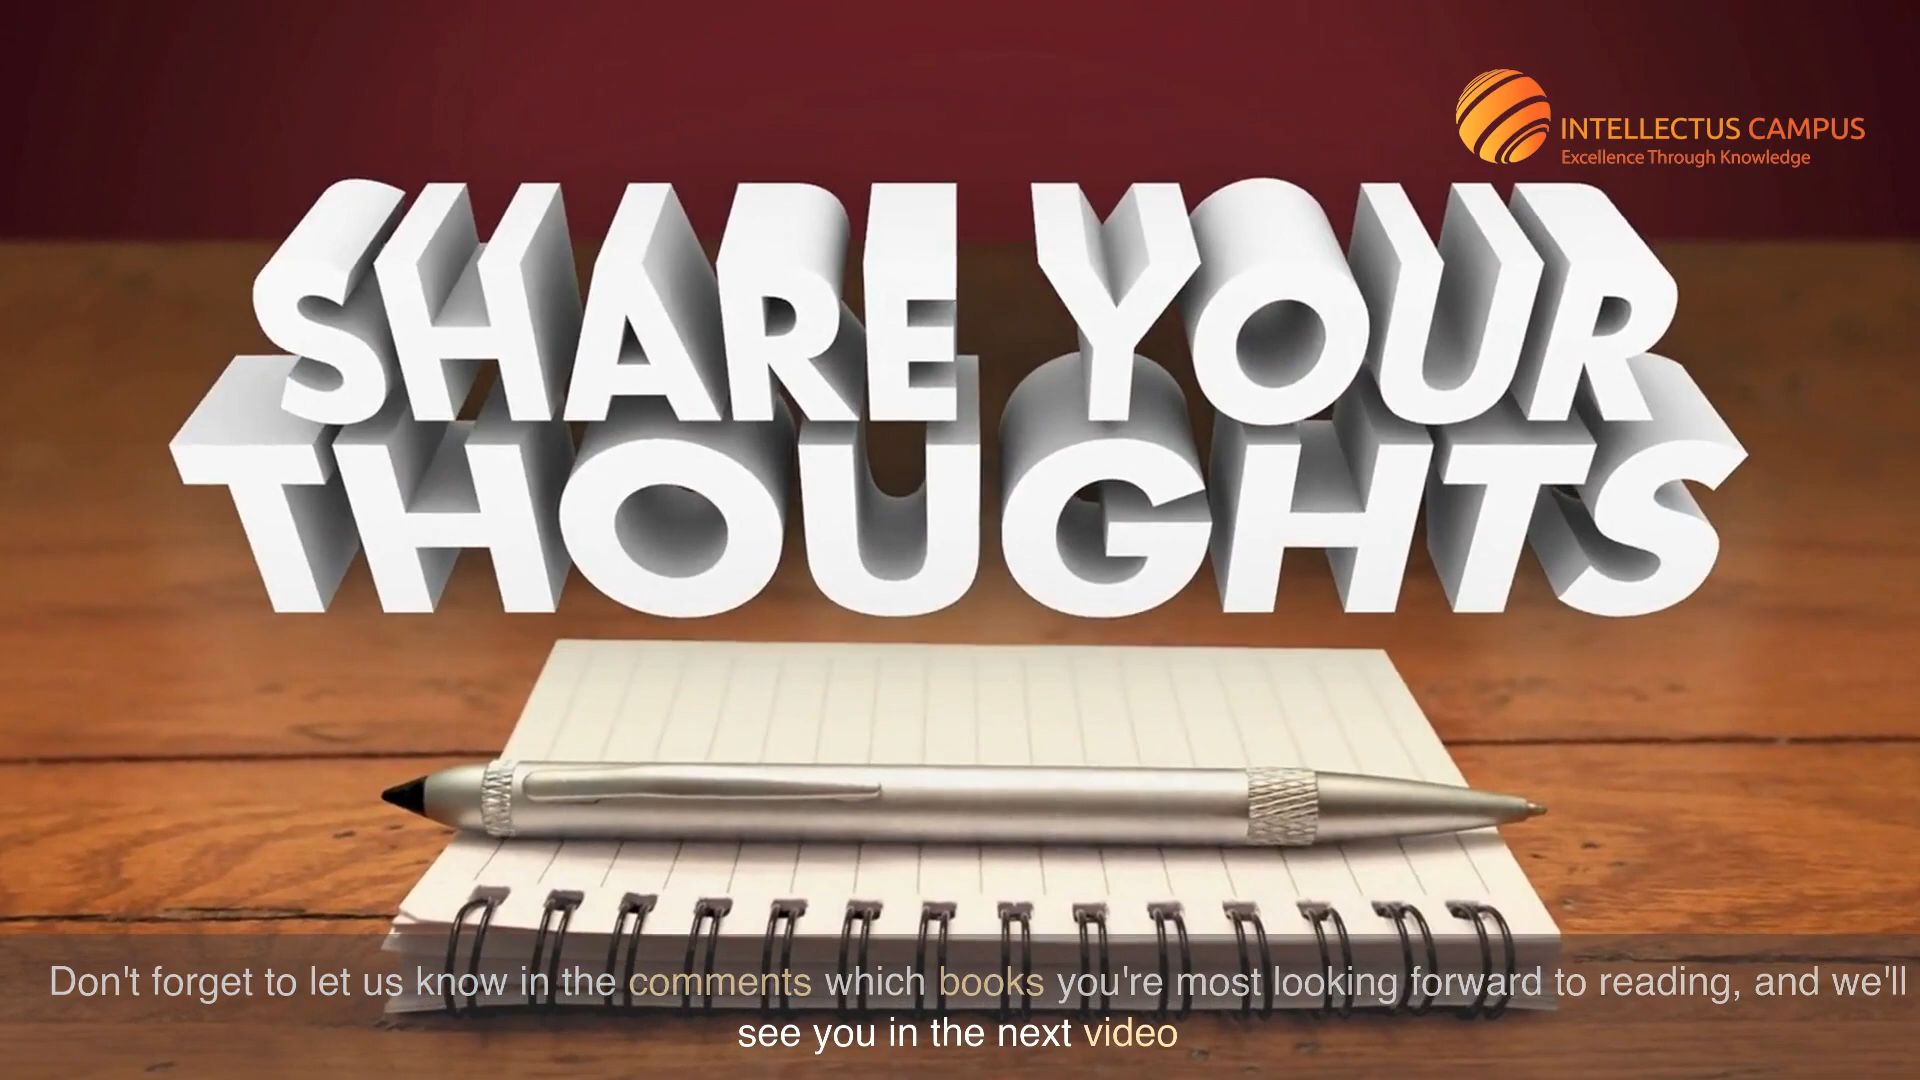 INTELLECTUS CAMPUS
Excellence Through Knowledge
SHARE YOUR
THOUGHTS
Don't forget to let us know in the comments which books you're most looking forward to reading, and we'll
see you in the next video